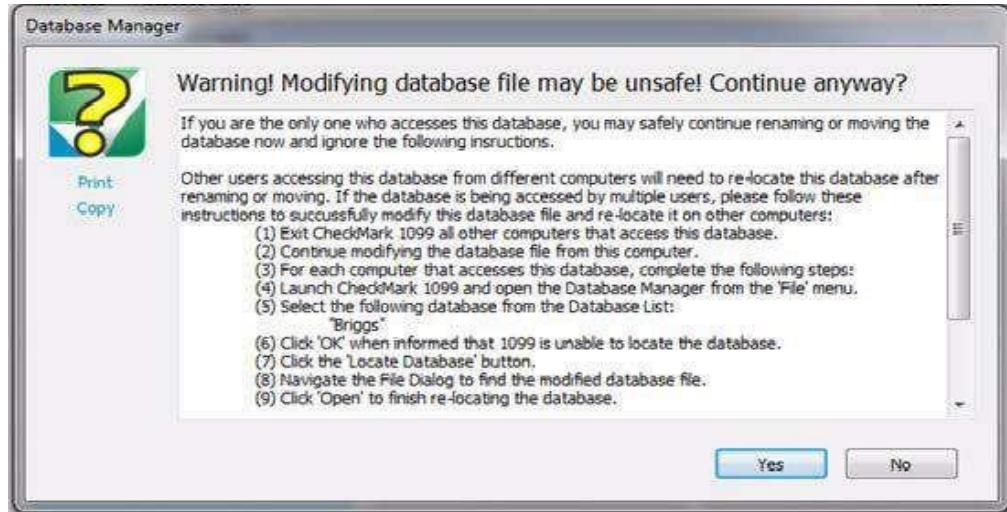 Database Manager
Warning! Modifying database file may be unsafe! Continue anyway?
If you are the only one who accesses this database, you may safely continue renaming or moving the
database now and ignore the following insructions.
Other users accessing this database from different computers will need to re-locate this database after
renaming or moving. If the database is being accessed by multiple users, please follow these
instructions to succussfully modify this database file and re-locate it on other computers:
(1) Exit CheckMark 1099 all other computers that access this database.
(2) Continue modifying the database file from this computer.
(3) For each computer that accesses this database, complete the following steps:
(4) Launch CheckMark 1099 and open the Database Manager from the 'File' menu.
(5) Select the following database from the Database List:
"Briggs"
(6) Click 'OK' when informed that 1099 is unable to locate the database.
(7) Click the 'Locate Database' button.
(8) Navigate the File Dialog to find the modified database file.
(9) Click 'Open' to finish re-locating the database.
Print
Copy
Yes
No